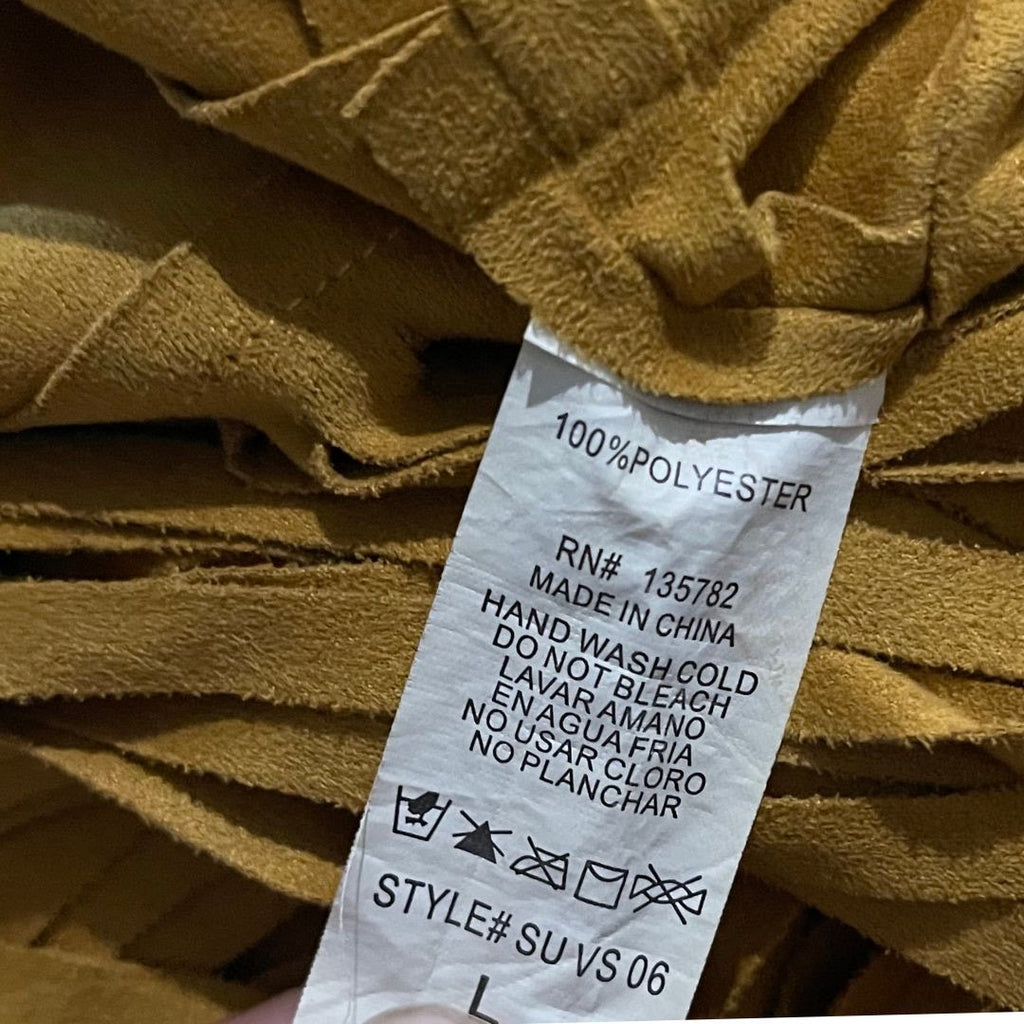 100%POLYESTER
RN# 135782
MADE IN CHINA
HAND WASH COLD
DO NOT BLEACH
LAVAR AMANO
EN AGUA FRIA
NO USAR CLORO
NO PLANCHAR
STYLE# SU VS 06
L